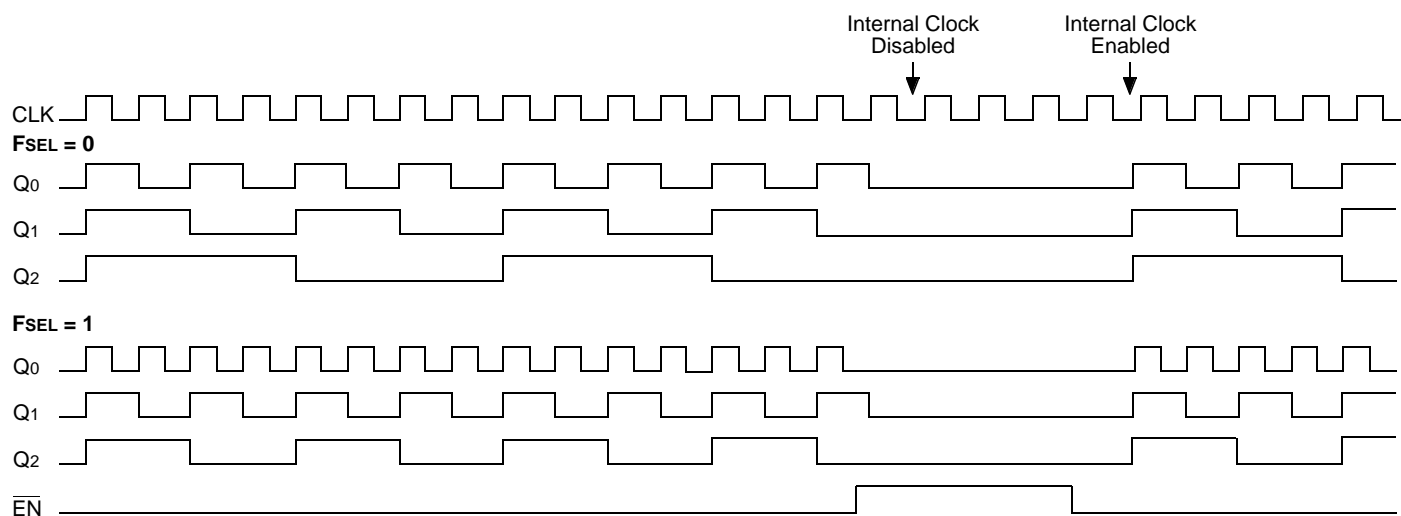 Internal Clock
Disabled
Internal Clock
Enabled
CLK
FSEL = 0
Q0
Q1
Q2
FSEL = 1
Q0
Q1
Q2
EN